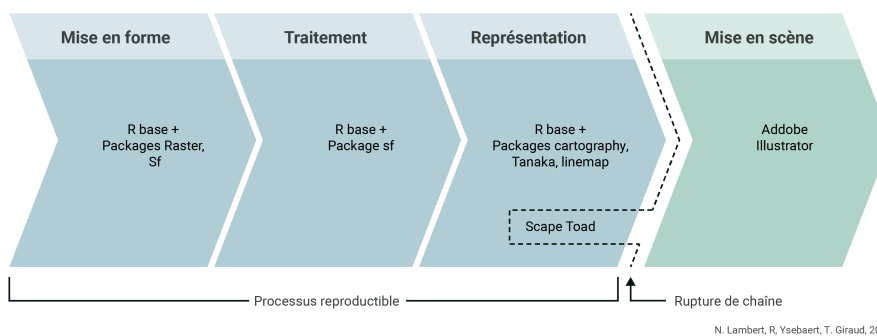 Mise en forme
Traitement
Représentation
Mise en scène
R base +
Packages Raster,
Sf
R base +
Package sf
R base +
Packages cartography,
Tanaka, linemap
Addobe
Illustrator
Scape Toad
Processus reproductible
Rupture de chaîne
N. Lambert, R, Ysebaert, T. Giraud,